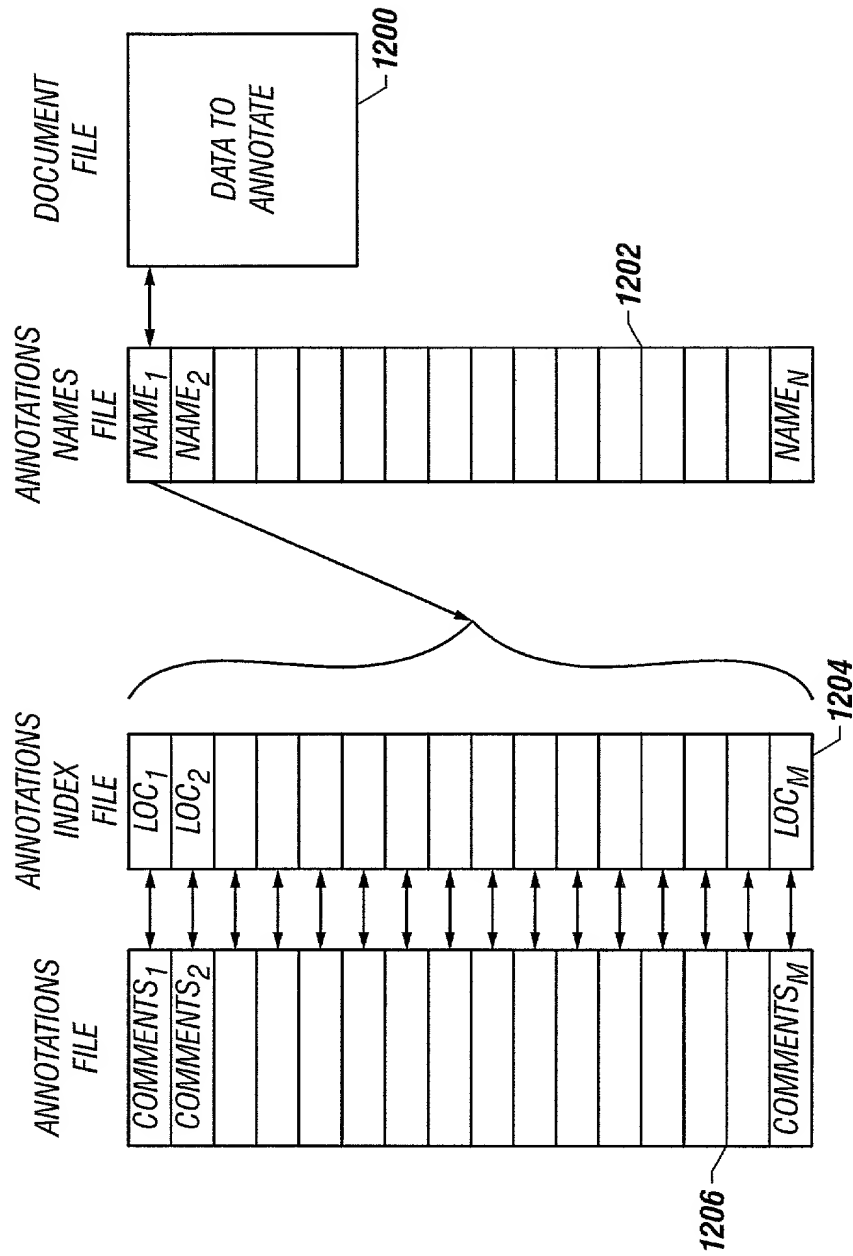 ANNOTATIONS
FILE
COMMENTS1
COMMENTS2
COMMENTSM
1206
ANNOTATIONS
INDEX
FILE
LOC1
LOC2
LOCM
1204
ANNOTATIONS
NAMES
FILE
NAME1
NAME2
NAMEN
1202
DOCUMENT
FILE
DATA TO
ANNOTATE
1200